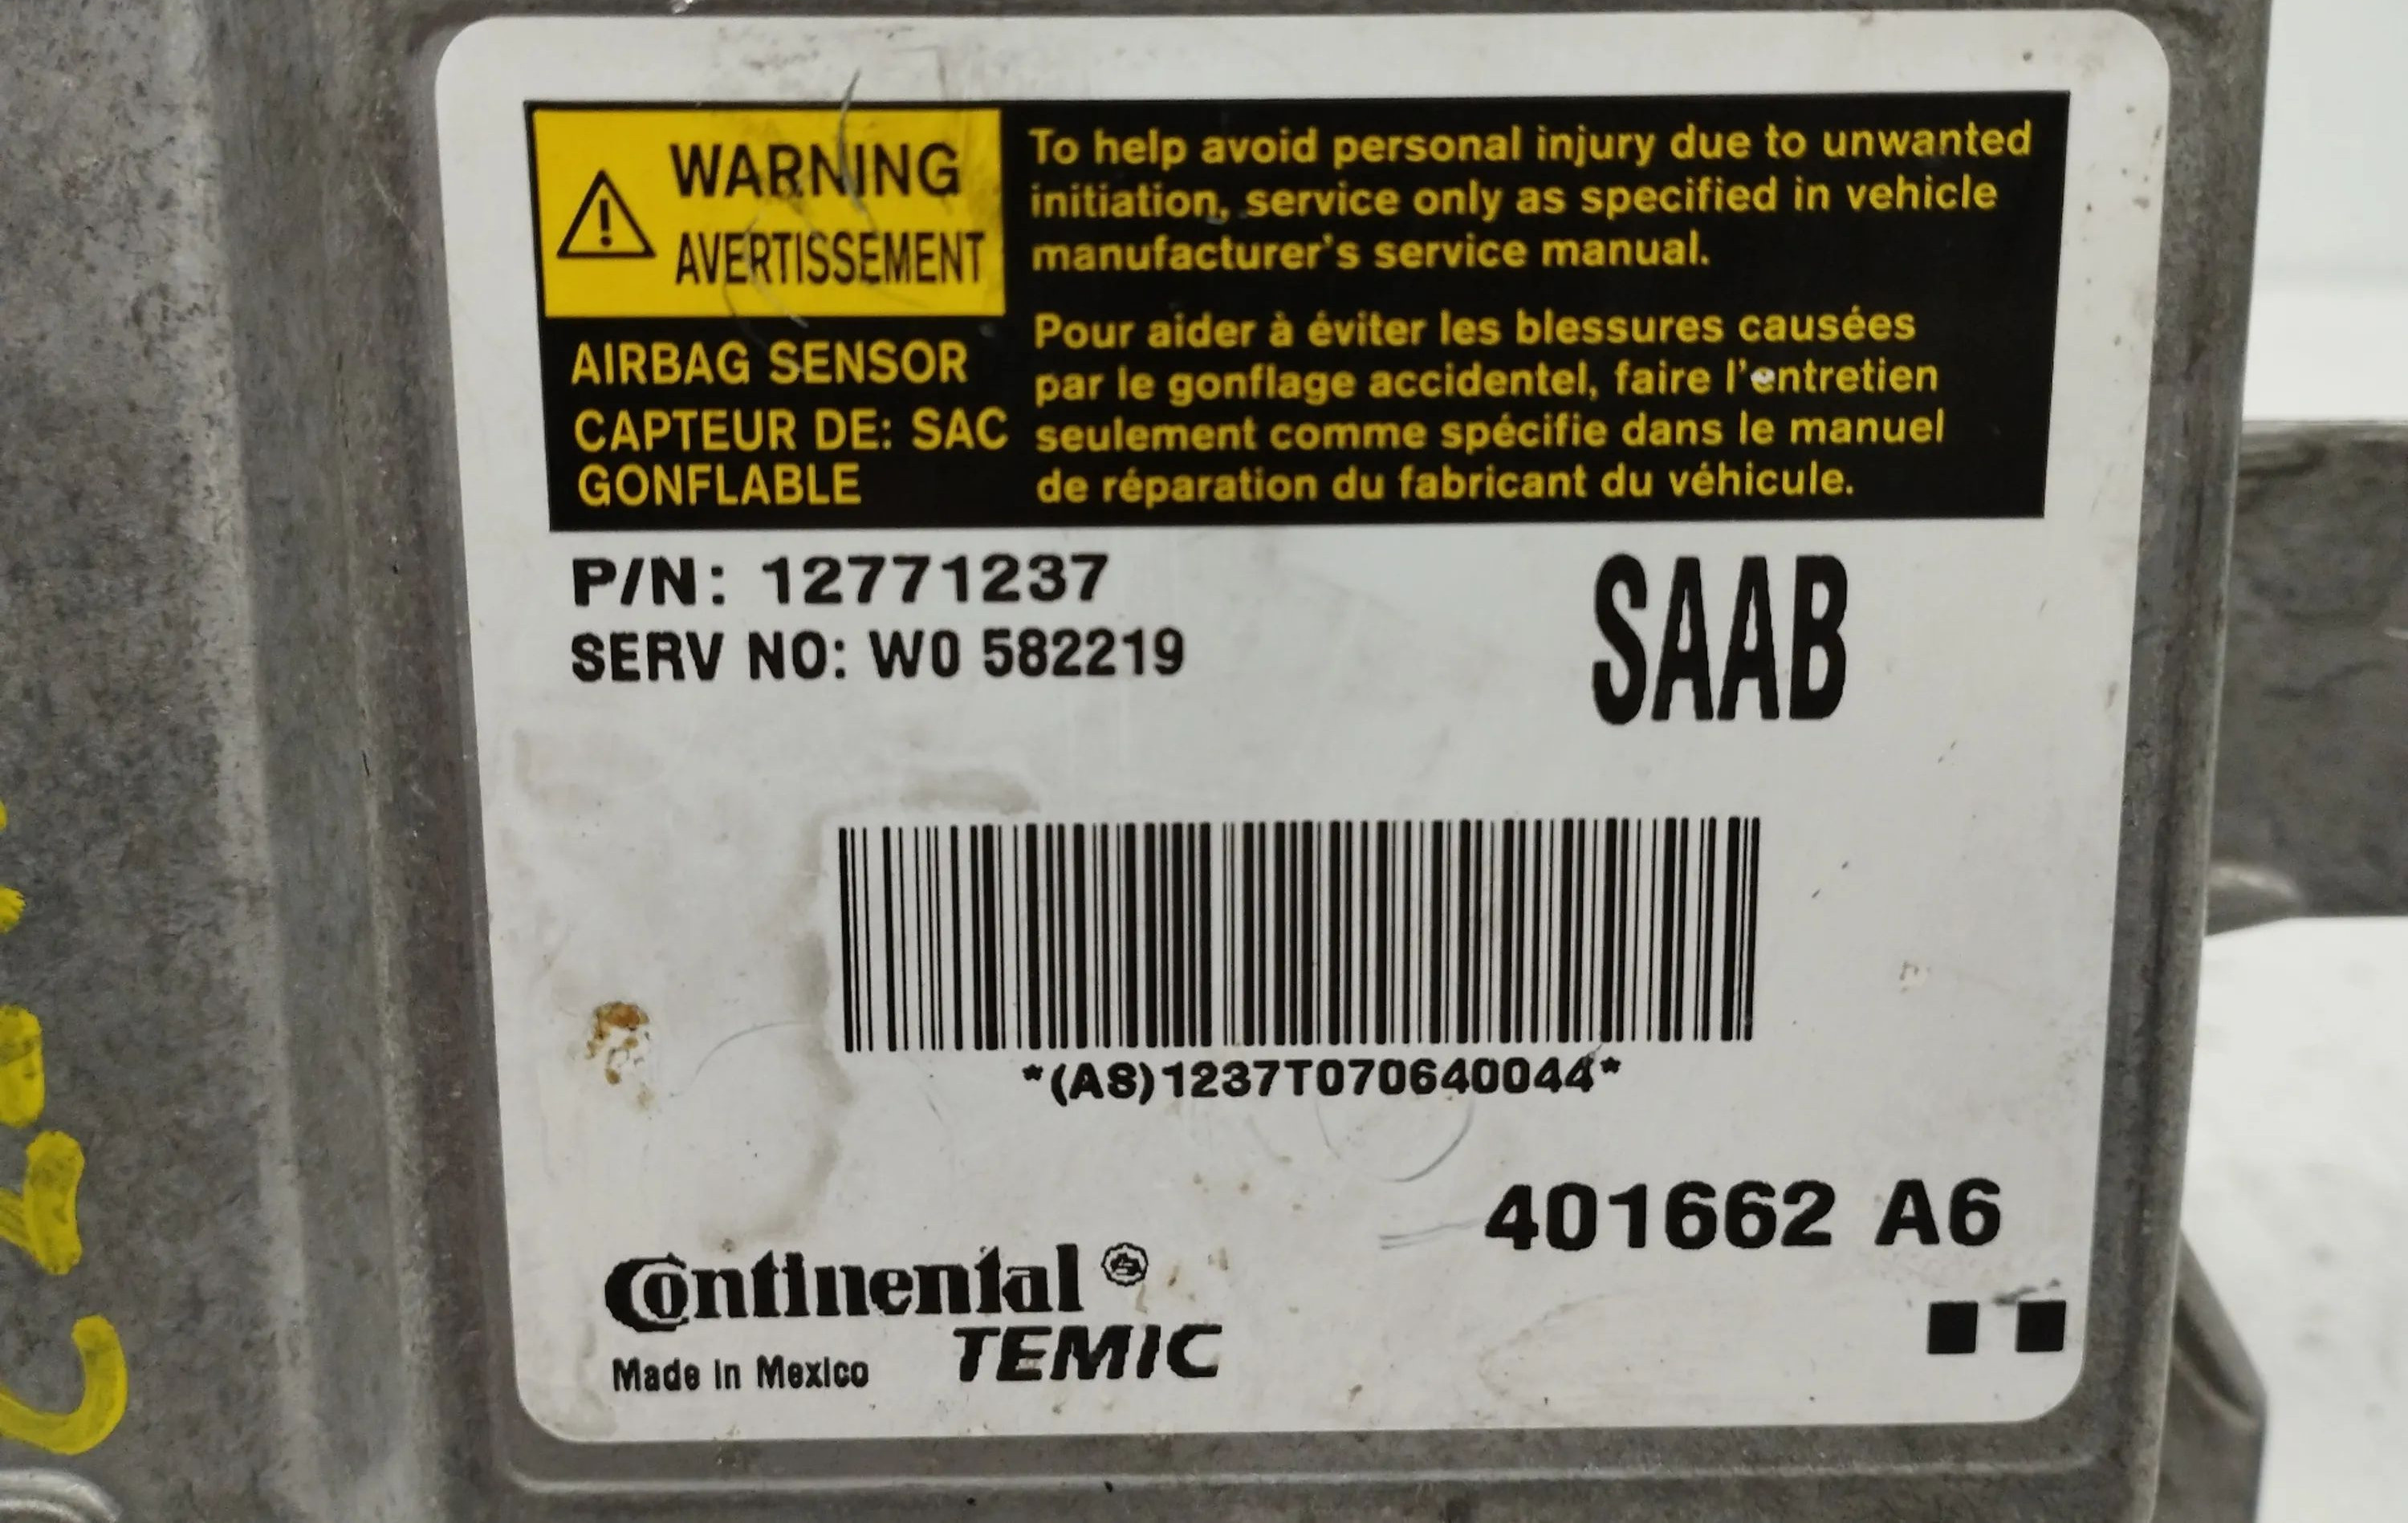 WARNING
AVERTISSEMENT
AIRBAG SENSOR
CAPTEUR DE: SAC
GONFLABLE
To help avoid personal injury due to unwanted
initiation, service only as specified in vehicle
manufacturer's service manual.
Pour aider à éviter les blessures causées
par le gonflage accidentel, faire l'entretien
seulement comme spécifie dans le manuel
de réparation du fabricant du véhicule.
P/N: 12771237
SERV NO: W0 582219
SAAB
*(AS)1237T070640044*
401662 A6
Continental
TEMIC
Made in Mexico